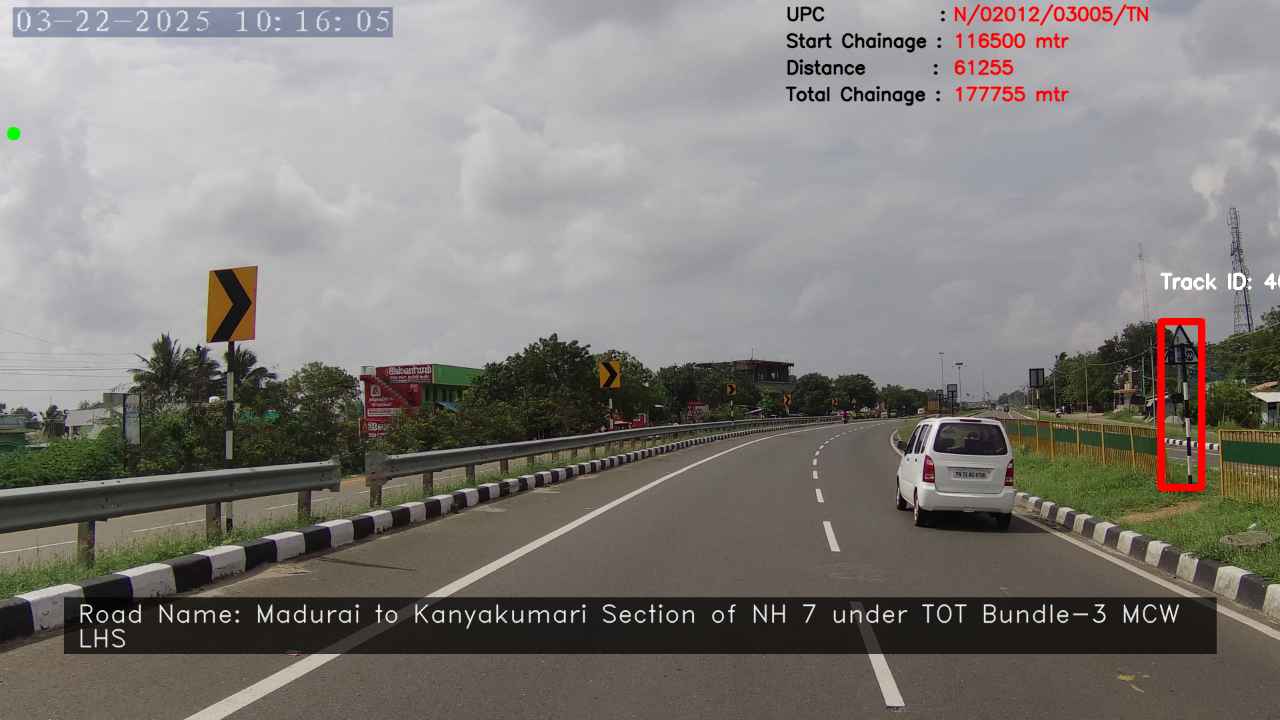 03-22-2025 10:16:05
UPC : N/02012/03005/TN
Start Chainage : 116500 mtr
Distance : 61255
Total Chainage : 177755 mtr
Track ID: 40
Road Name: Madurai to Kanyakumari Section of NH 7 under TOT Bundle-3 MCW
LHS